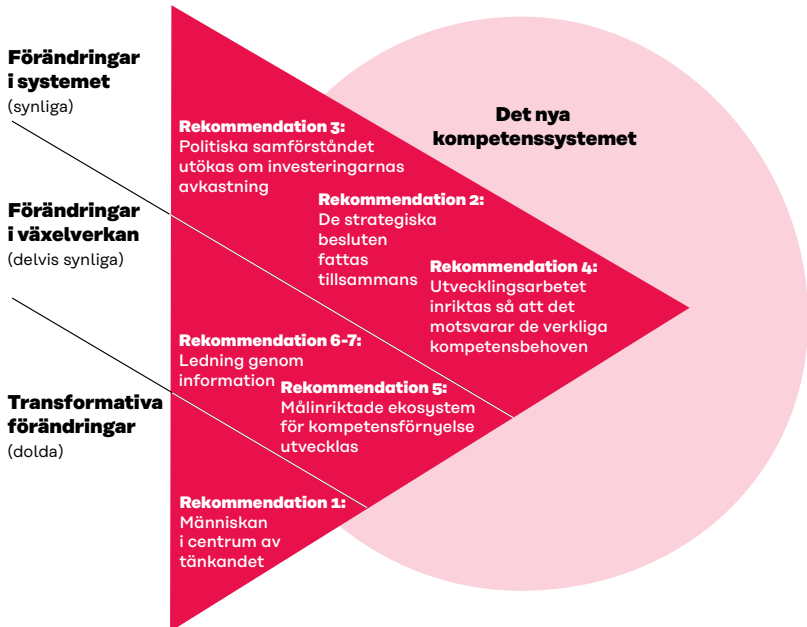 Förändringar
i systemet
(synliga)
Förändringar
i växelverkan
(delvis synliga)
Transformativa
förändringar
(dolda)
Rekommendation 3:
Politiska samförståndet
utökas om investeringarnas
avkastning
Rekommendation 2:
De strategiska
besluten
fattas
tillsammans
Rekommendation 4:
Utvecklingsarbetet
inriktas så att det
motsvarar de verkliga
kompetensbehoven
Rekommendation 6-7:
Ledning genom
information
Rekommendation 5:
Målinriktade ekosystem
för kompetensförnyelse
utvecklas
Rekommendation 1:
Människan
i centrum av
tänkandet
Det nya
kompetenssystemet